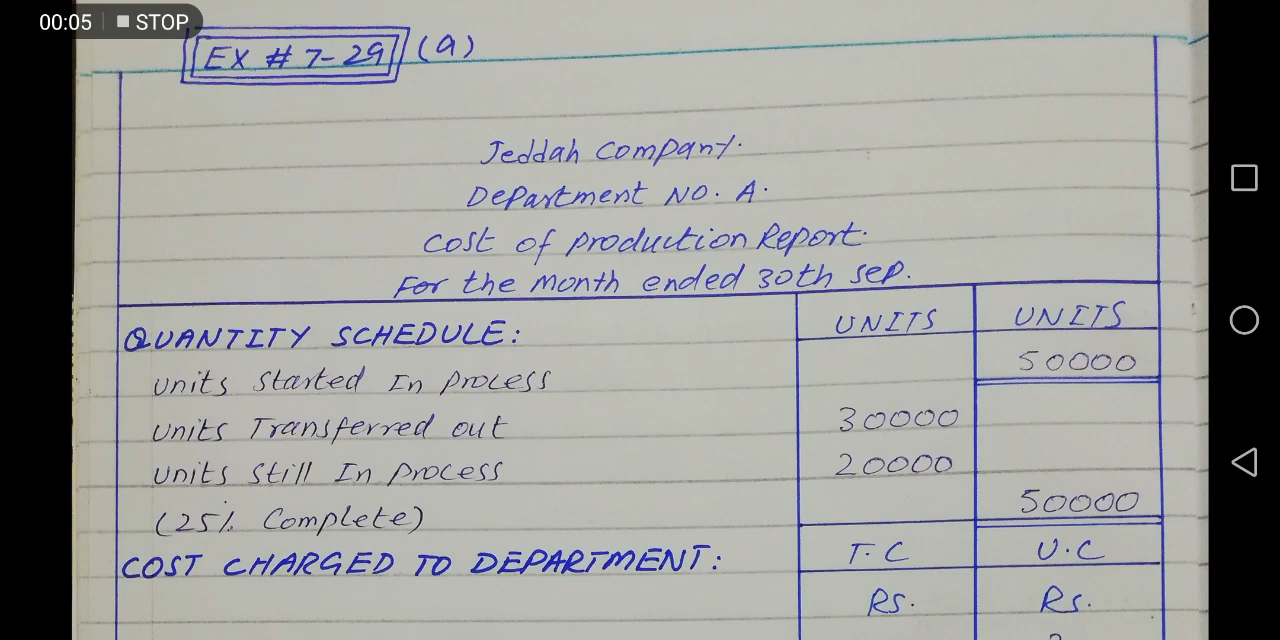 00:05 STOP
EX # 7-29 (a)
Jeddah Company.
Department NO. A.
Cost of Production Report.
For the Month ended 30th Sep.
QUANTITY SCHEDULE: UNITS UNITS
Units Started In Process 50000
Units Transferred out 30000
Units Still In Process 20000
(25% Complete) 50000
COST CHARGED TO DEPARTMENT: T.C U.C
Rs. Rs.